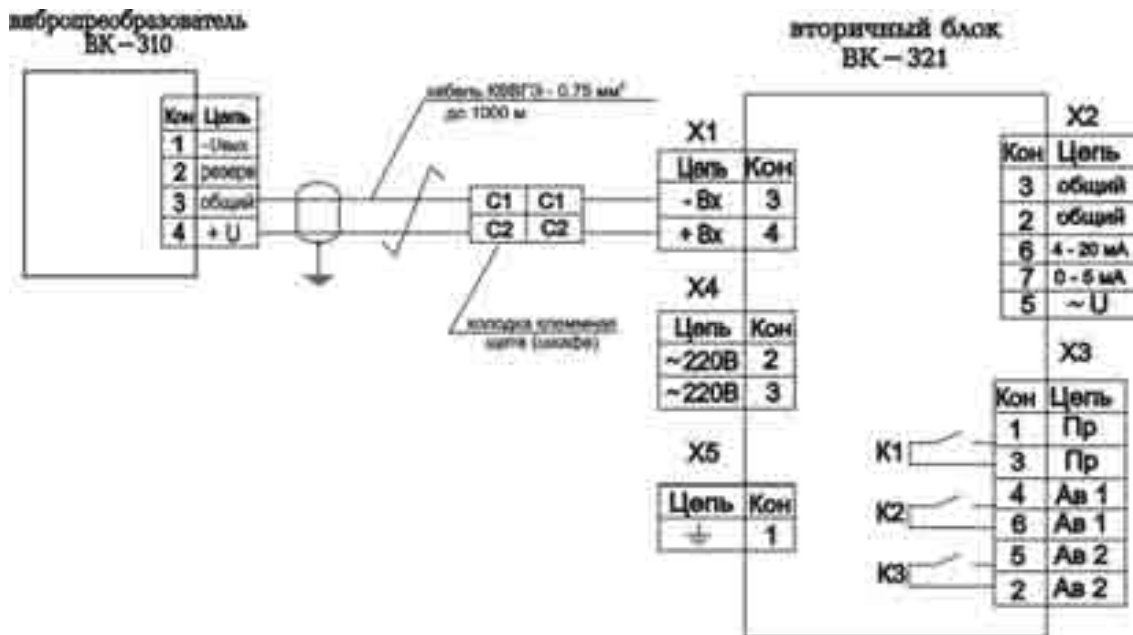 вибропреобразователь
ВК-310
вторичный блок
ВК-321
Кон Цепь
1 -Uвых
2 резерв
3 общий
4 + U
кабель КВВГЭ - 0.75 мм²
до 1000 м
C1 C1
C2 C2
колодка клеммная
щита (шкафа)
X1
Цепь Кон
- Вх 3
+ Вх 4
X4
Цепь Кон
~220В 2
~220В 3
X5
Цепь Кон
1
X2
Кон Цепь
3 общий
2 общий
6 4 - 20 мА
7 0 - 5 мА
5 ~ U
X3
Кон Цепь
K1
1 Пр
3 Пр
K2
4 Ав 1
6 Ав 1
K3
5 Ав 2
2 Ав 2